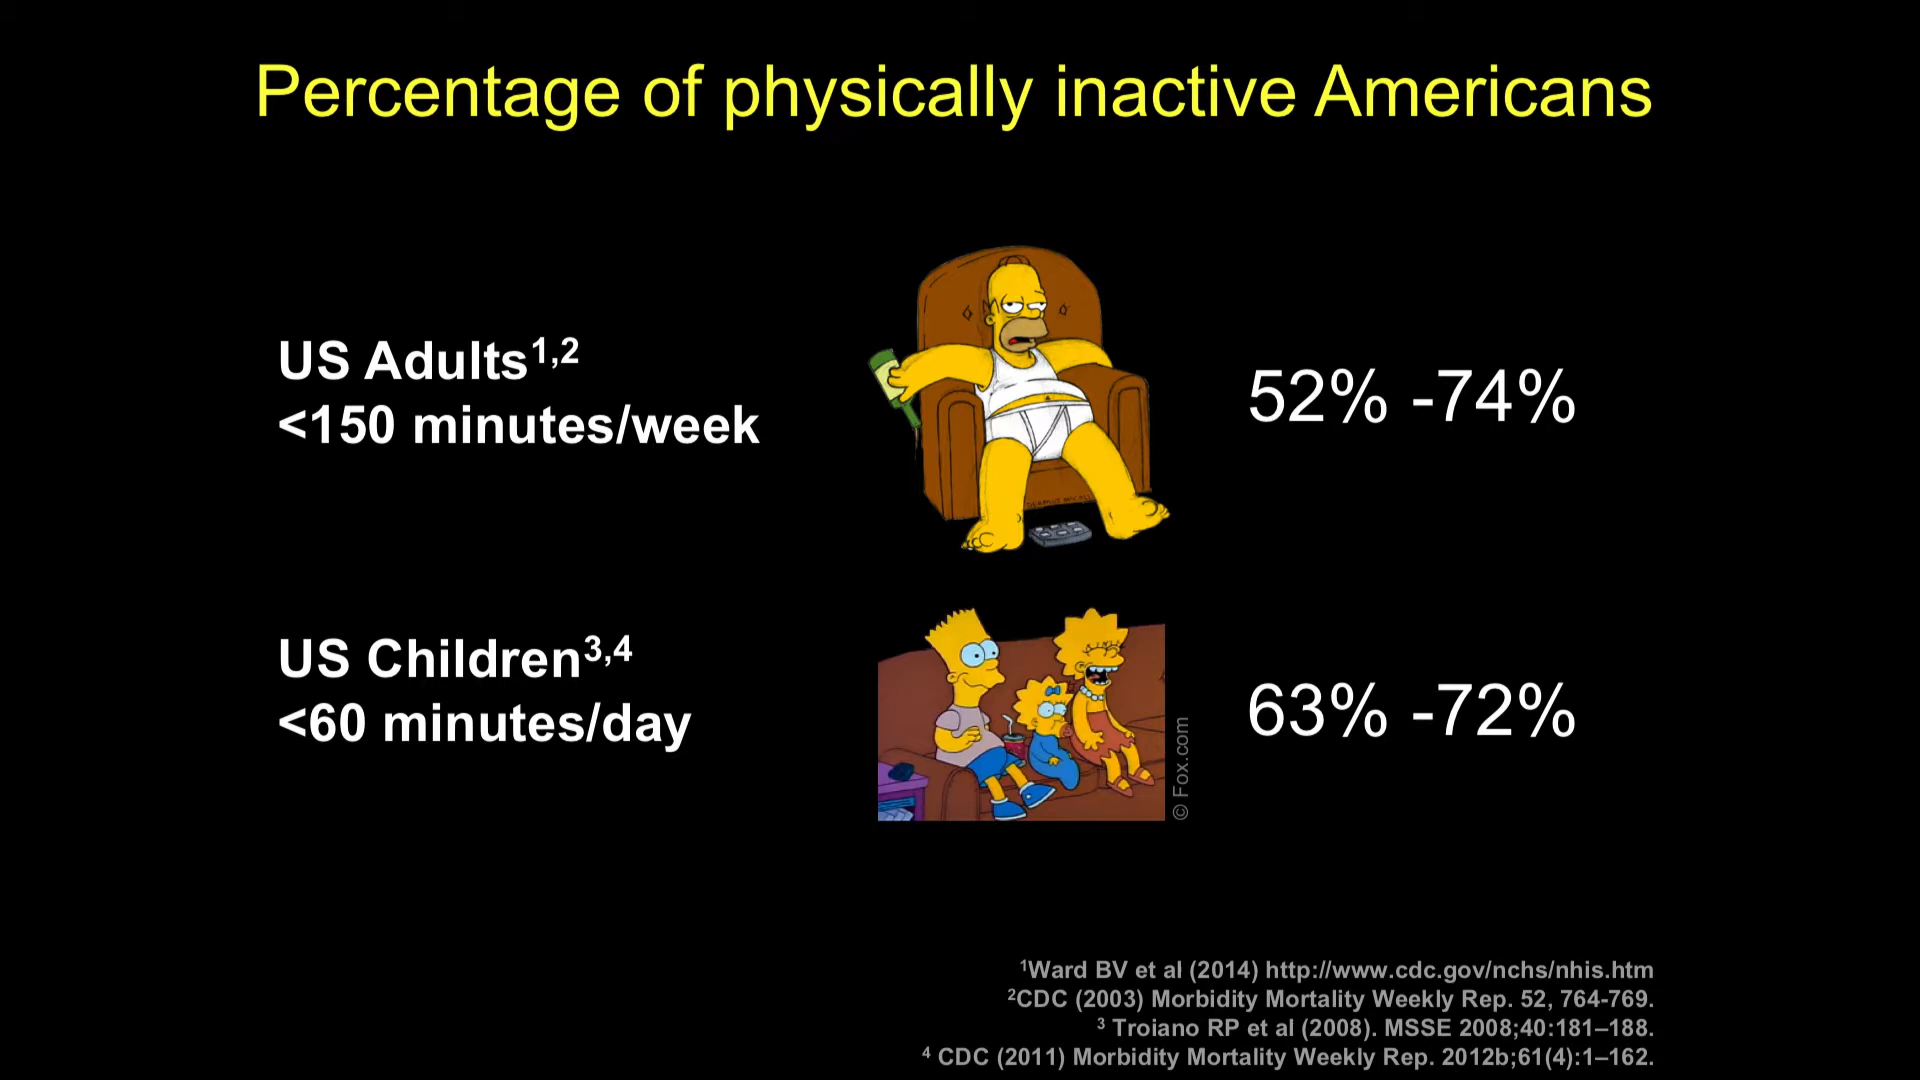 Percentage of physically inactive Americans
US Adults1,2
<150 minutes/week
52% -74%
US Children3,4
<60 minutes/day
63% -72%
© Fox.com
1Ward BV et al (2014) http://www.cdc.gov/nchs/nhis.htm
2CDC (2003) Morbidity Mortality Weekly Rep. 52, 764-769.
3 Troiano RP et al (2008). MSSE 2008;40:181–188.
4 CDC (2011) Morbidity Mortality Weekly Rep. 2012b;61(4):1–162.